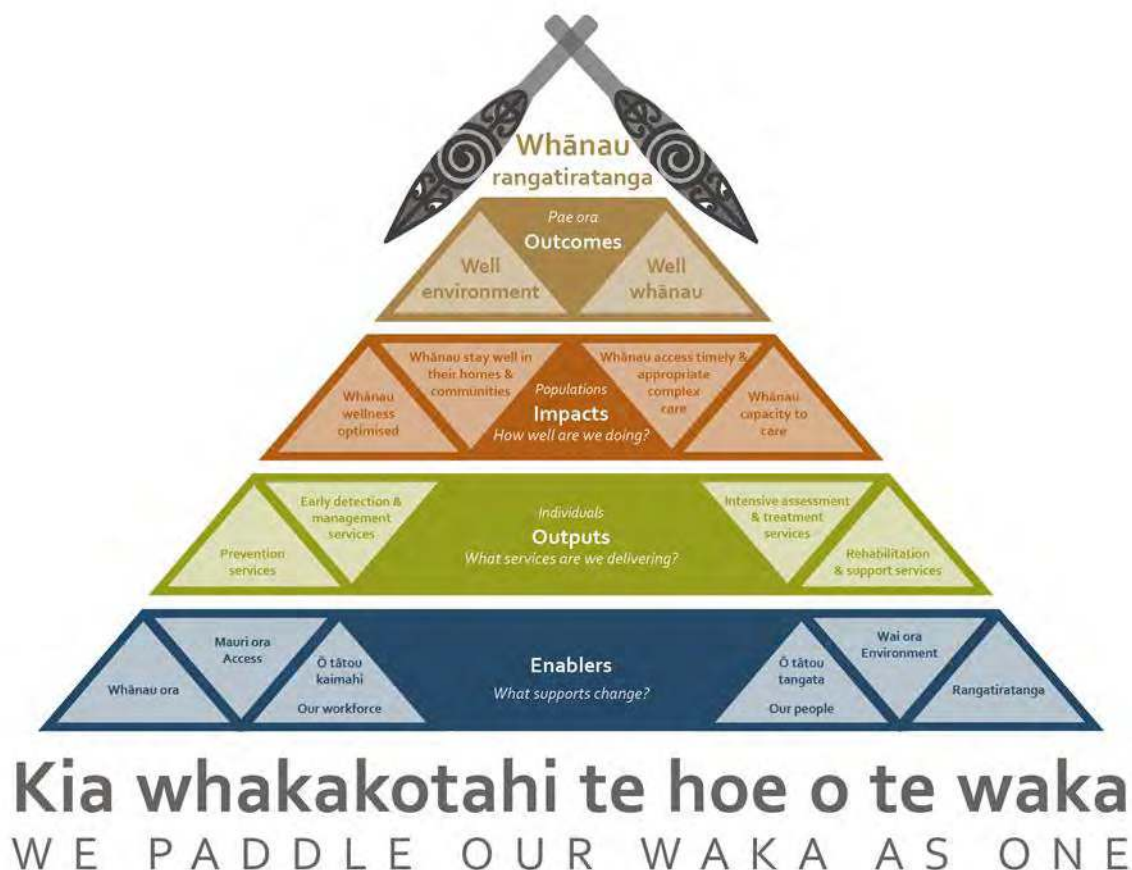 Whānau
rangatiratanga
Pae ora
Outcomes
Well
environment
Well
whānau
Whānau
wellness
optimised
Whānau stay well in
their homes &
communities
Populations
Impacts
How well are we doing?
Whānau access timely &
appropriate
complex
care
Whānau
capacity to
care
Prevention
services
Early detection &
management
services
Individuals
Outputs
What services are we delivering?
Intensive assessment
& treatment
services
Rehabilitation
& support services
Whānau ora
Mauri ora
Access
Ō tātou
kaimahi
Our workforce
Enablers
What supports change?
Ō tātou
tangata
Our people
Wai ora
Environment
Rangatiratanga
Kia whakakotahi te hoe o te waka
WE PADDLE OUR WAKA AS ONE